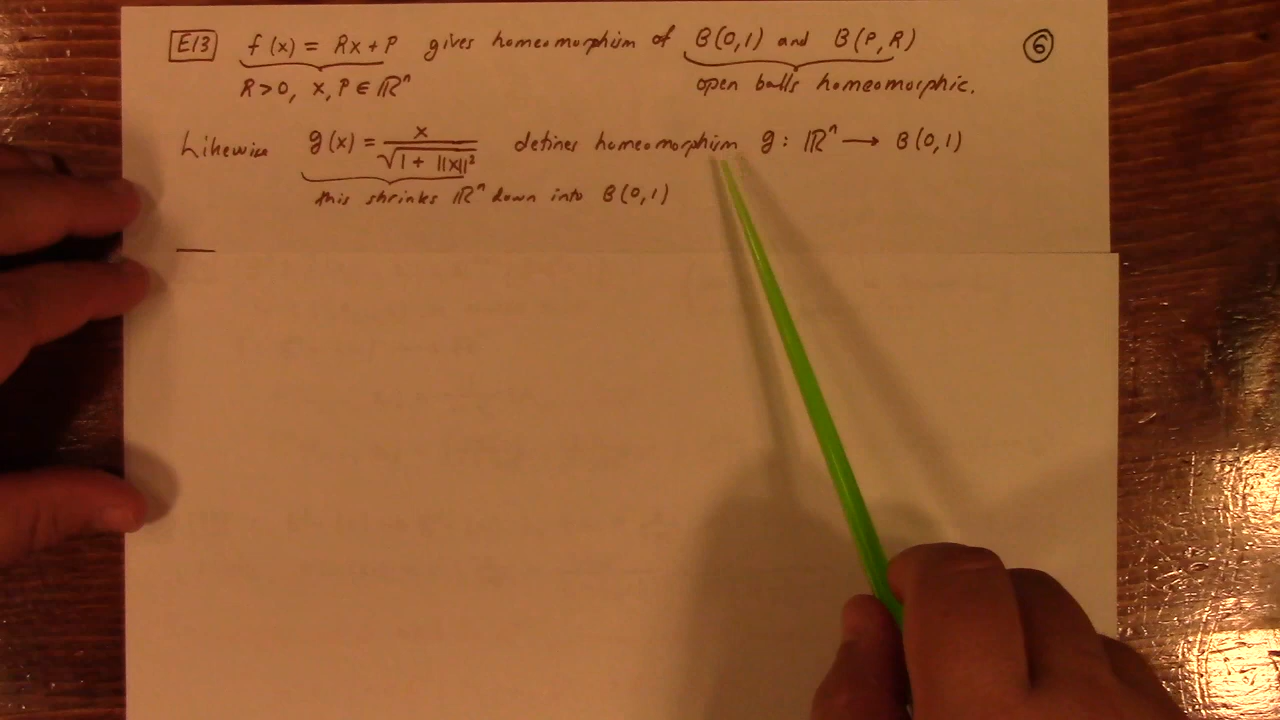 E13 f(x) = Rx + P gives homeomorphism of B(0,1) and B(P,R) 6
R > 0, x, P ∈ ℝⁿ open balls homeomorphic.
Likewise g(x) = x / √(1 + ||x||²) defines homeomorphism g : ℝⁿ → B(0,1)
this shrinks ℝⁿ down into B(0,1)